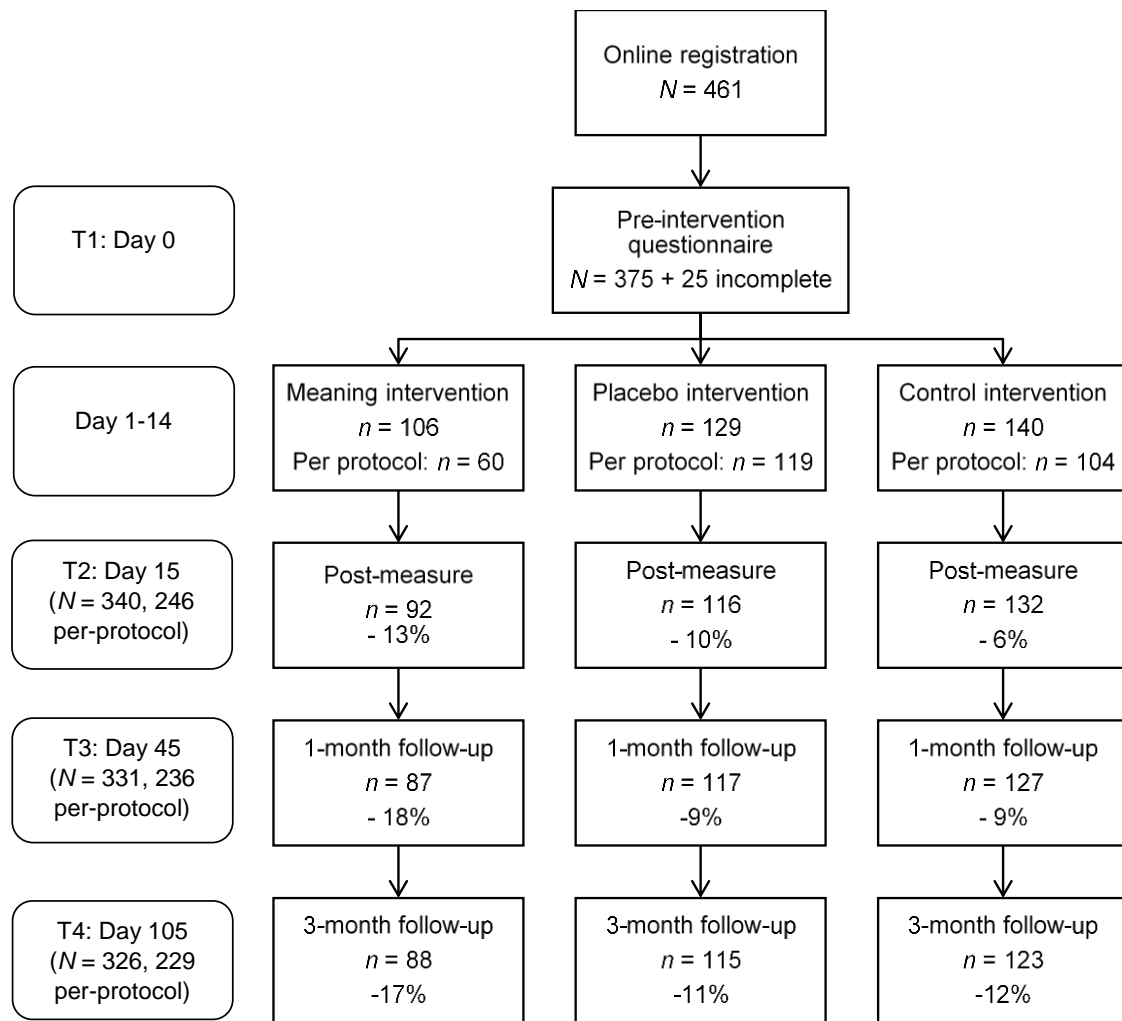 Online registration
N = 461
T1: Day 0
Pre-intervention
questionnaire
N = 375 + 25 incomplete
Day 1-14
Meaning intervention
n = 106
Per protocol: n = 60
Placebo intervention
n = 129
Per protocol: n = 119
Control intervention
n = 140
Per protocol: n = 104
T2: Day 15
(N = 340, 246
per-protocol)
Post-measure
n = 92
- 13%
Post-measure
n = 116
- 10%
Post-measure
n = 132
- 6%
T3: Day 45
(N = 331, 236
per-protocol)
1-month follow-up
n = 87
- 18%
1-month follow-up
n = 117
-9%
1-month follow-up
n = 127
- 9%
T4: Day 105
(N = 326, 229
per-protocol)
3-month follow-up
n = 88
-17%
3-month follow-up
n = 115
-11%
3-month follow-up
n = 123
-12%